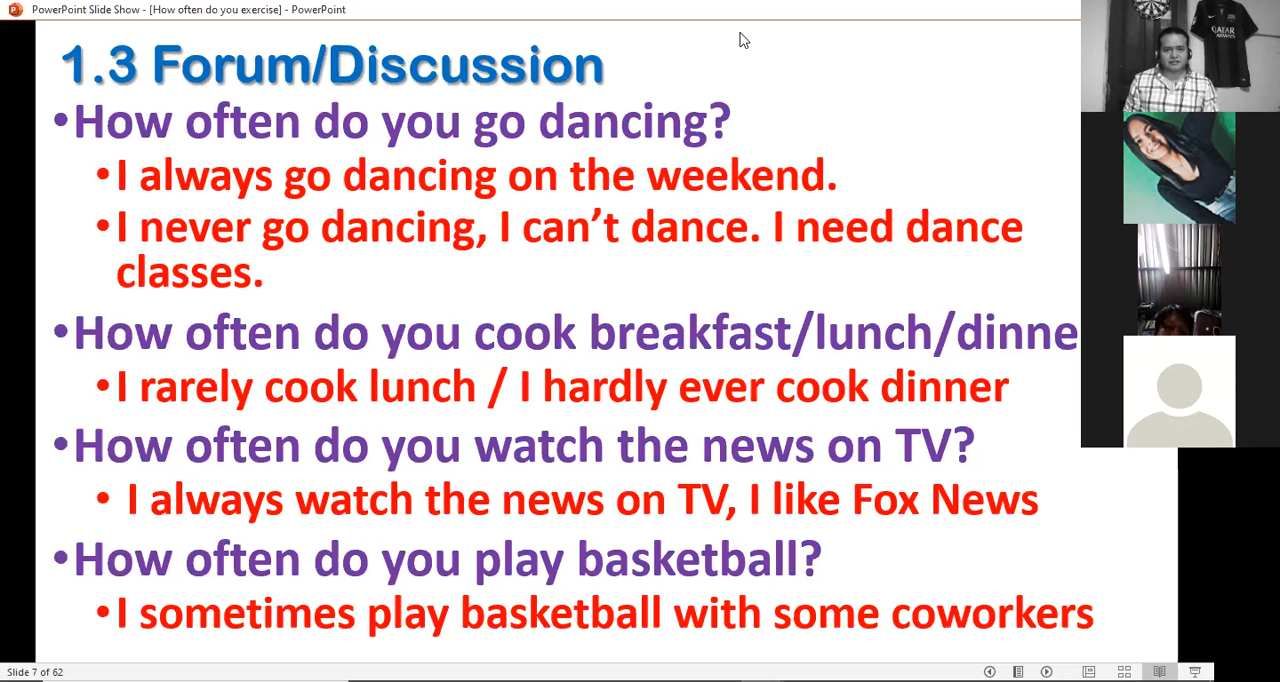 PowerPoint Slide Show - [How often do you exercise] - PowerPoint
1.3 Forum/Discussion
•How often do you go dancing?
•I always go dancing on the weekend.
•I never go dancing, I can’t dance. I need dance
classes.
•How often do you cook breakfast/lunch/dinne
•I rarely cook lunch / I hardly ever cook dinner
•How often do you watch the news on TV?
• I always watch the news on TV, I like Fox News
•How often do you play basketball?
•I sometimes play basketball with some coworkers
Slide 7 of 62
QATAR
AIRWAYS